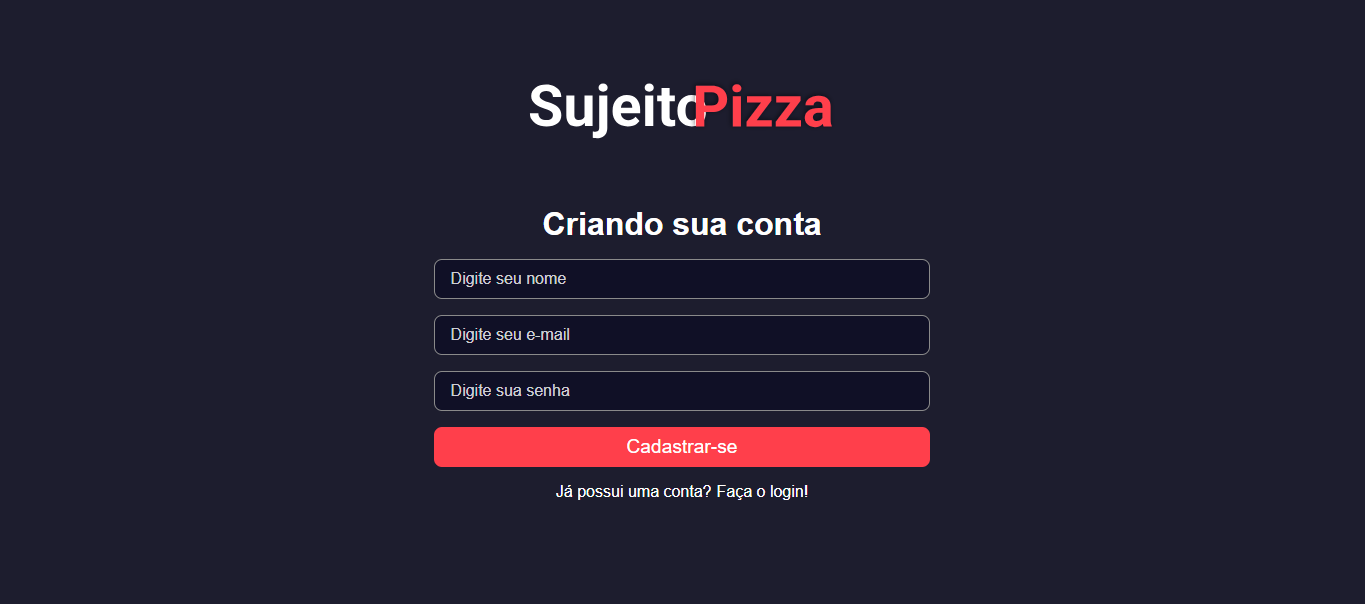 SujeitoPizza
Criando sua conta
Digite seu nome
Digite seu e-mail
Digite sua senha
Cadastrar-se
Já possui uma conta? Faça o login!